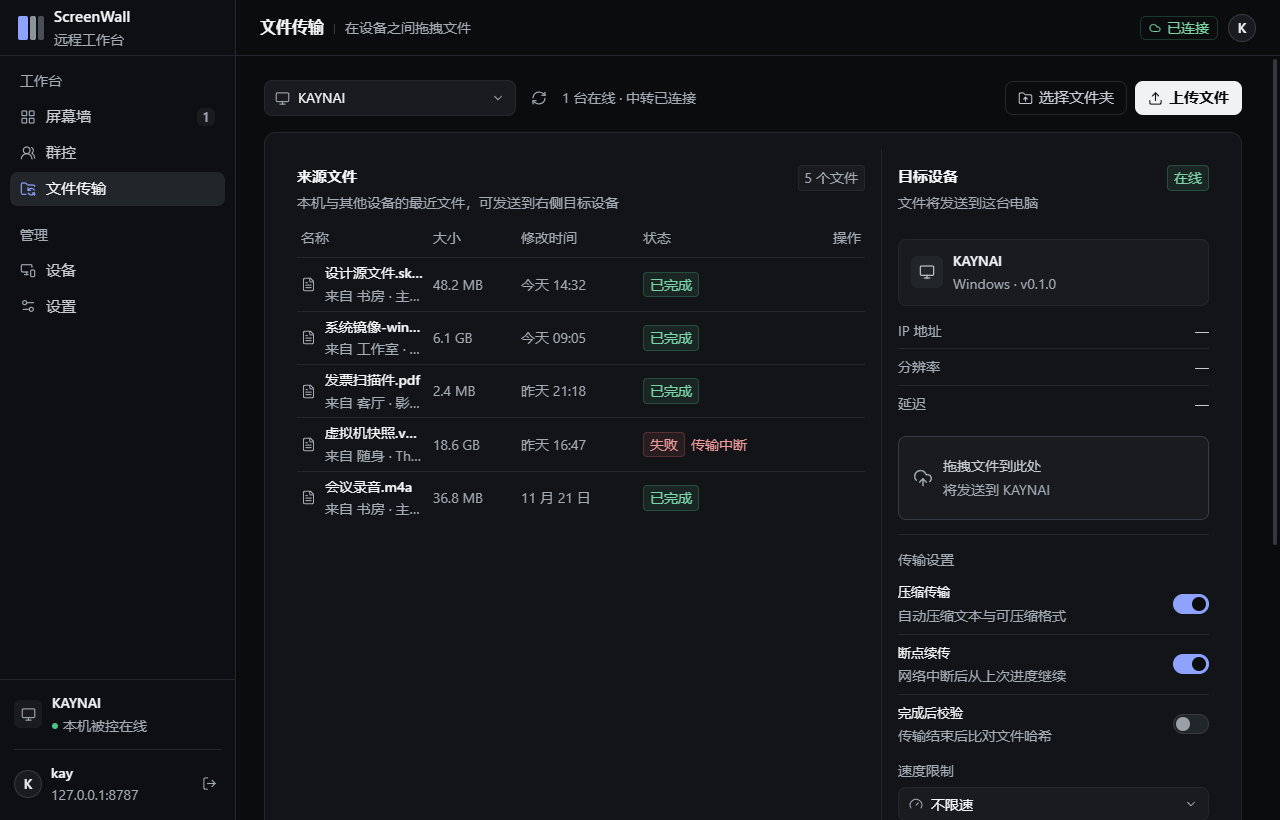 ScreenWall
远程工作台
工作台
屏幕墙 1
群控
文件传输
管理
设备
设置
KAYNAI
本机被控在线
K
kay
127.0.0.1:8787
文件传输 在设备之间拖拽文件
已连接 K
KAYNAI
1 台在线 · 中转已连接
选择文件夹
上传文件
来源文件
5 个文件
本机与其他设备的最近文件，可发送到右侧目标设备
名称 大小 修改时间 状态 操作
设计源文件.sk...
来自 书房 · 主...
48.2 MB 今天 14:32 已完成
系统镜像-win...
来自 工作室 · ...
6.1 GB 今天 09:05 已完成
发票扫描件.pdf
来自 客厅 · 影...
2.4 MB 昨天 21:18 已完成
虚拟机快照.v...
来自 随身 · Th...
18.6 GB 昨天 16:47 失败 传输中断
会议录音.m4a
来自 书房 · 主...
36.8 MB 11 月 21 日 已完成
目标设备
在线
文件将发送到这台电脑
KAYNAI
Windows · v0.1.0
IP 地址 —
分辨率 —
延迟 —
拖拽文件到此处
将发送到 KAYNAI
传输设置
压缩传输
自动压缩文本与可压缩格式
断点续传
网络中断后从上次进度继续
完成后校验
传输结束后比对文件哈希
速度限制
不限速